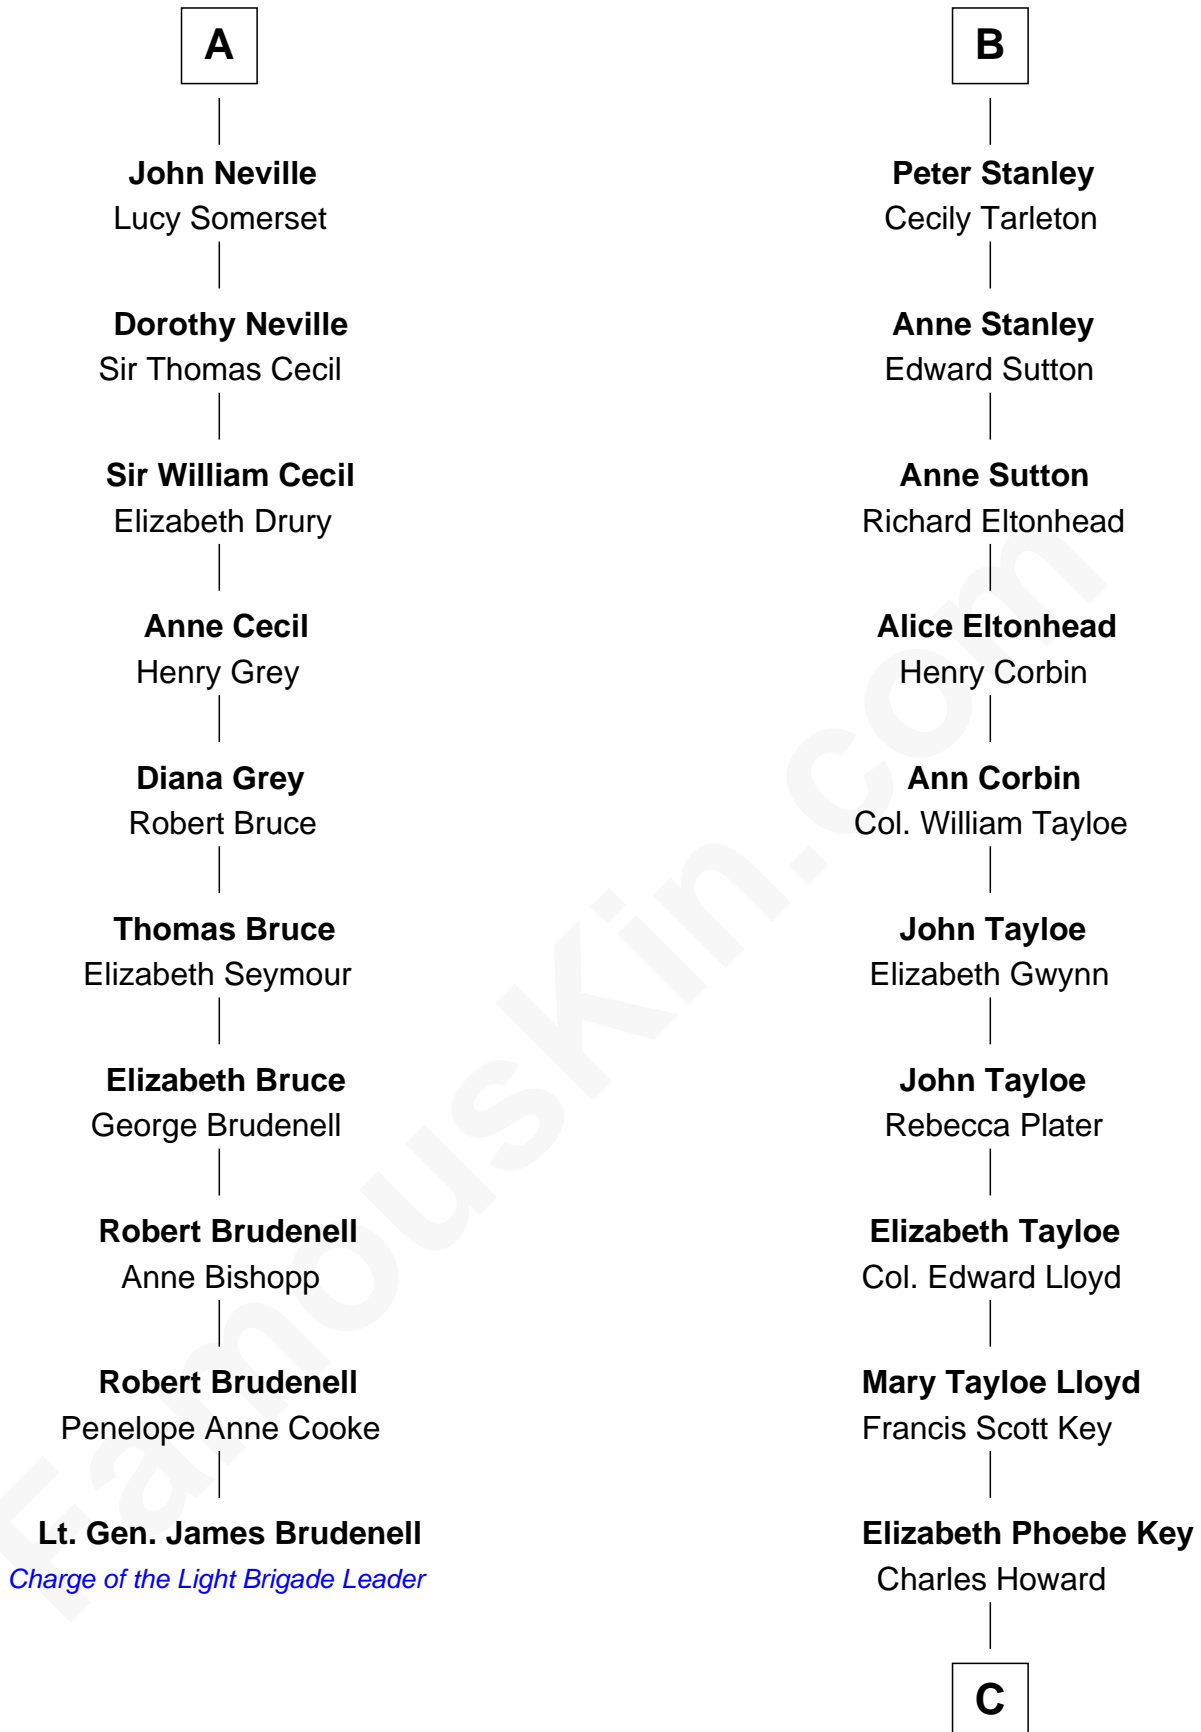 A
John Neville
Lucy Somerset
Dorothy Neville
Sir Thomas Cecil
Sir William Cecil
Elizabeth Drury
Anne Cecil
Henry Grey
Diana Grey
Robert Bruce
Thomas Bruce
Elizabeth Seymour
Elizabeth Bruce
George Brudenell
Robert Brudenell
Anne Bishopp
Robert Brudenell
Penelope Anne Cooke
Lt. Gen. James Brudenell
Charge of the Light Brigade Leader
B
Peter Stanley
Cecily Tarleton
Anne Stanley
Edward Sutton
Anne Sutton
Richard Eltonhead
Alice Eltonhead
Henry Corbin
Ann Corbin
Col. William Tayloe
John Tayloe
Elizabeth Gwynn
John Tayloe
Rebecca Plater
Elizabeth Tayloe
Col. Edward Lloyd
Mary Tayloe Lloyd
Francis Scott Key
Elizabeth Phoebe Key
Charles Howard
C
FamousKin.com